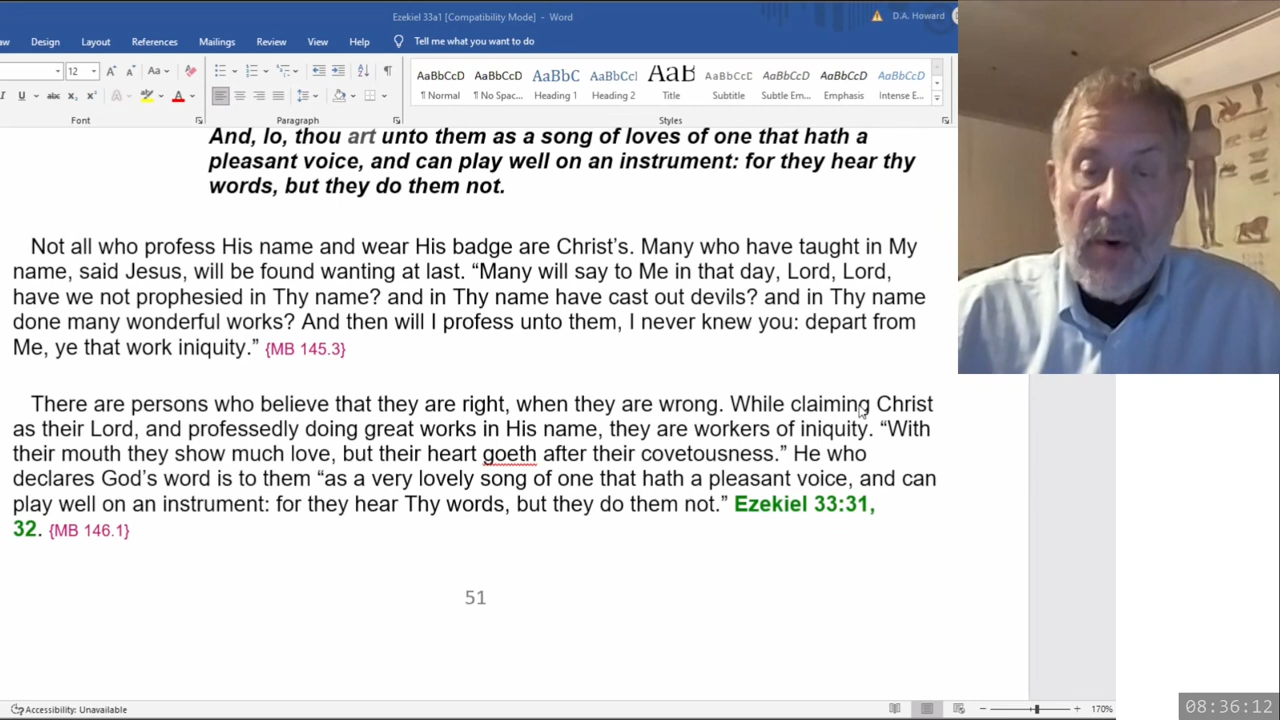 Ezekiel 33a1 [Compatibility Mode] - Word
D.A. Howard
Design Layout References Mailings Review View Help Tell me what you want to do
12 Aa
AaBbCcD AaBbCcD AaBbC AaBbCcl AaB AaBbCcD AaBbCcD AaBbCcD AaBbCcD
U abc x₂ x² A ab A
¶ Normal ¶ No Spac... Heading 1 Heading 2 Title Subtitle Subtle Em... Emphasis Intense E...
Font Paragraph Styles
And, lo, thou art unto them as a song of loves of one that hath a
pleasant voice, and can play well on an instrument: for they hear thy
words, but they do them not.
Not all who profess His name and wear His badge are Christ’s. Many who have taught in My
name, said Jesus, will be found wanting at last. “Many will say to Me in that day, Lord, Lord,
have we not prophesied in Thy name? and in Thy name have cast out devils? and in Thy name
done many wonderful works? And then will I profess unto them, I never knew you: depart from
Me, ye that work iniquity.” {MB 145.3}
There are persons who believe that they are right, when they are wrong. While claiming Christ
as their Lord, and professedly doing great works in His name, they are workers of iniquity. “With
their mouth they show much love, but their heart goeth after their covetousness.” He who
declares God’s word is to them “as a very lovely song of one that hath a pleasant voice, and can
play well on an instrument: for they hear Thy words, but they do them not.” Ezekiel 33:31,
32. {MB 146.1}
51
Accessibility: Unavailable
170%
08:36:12